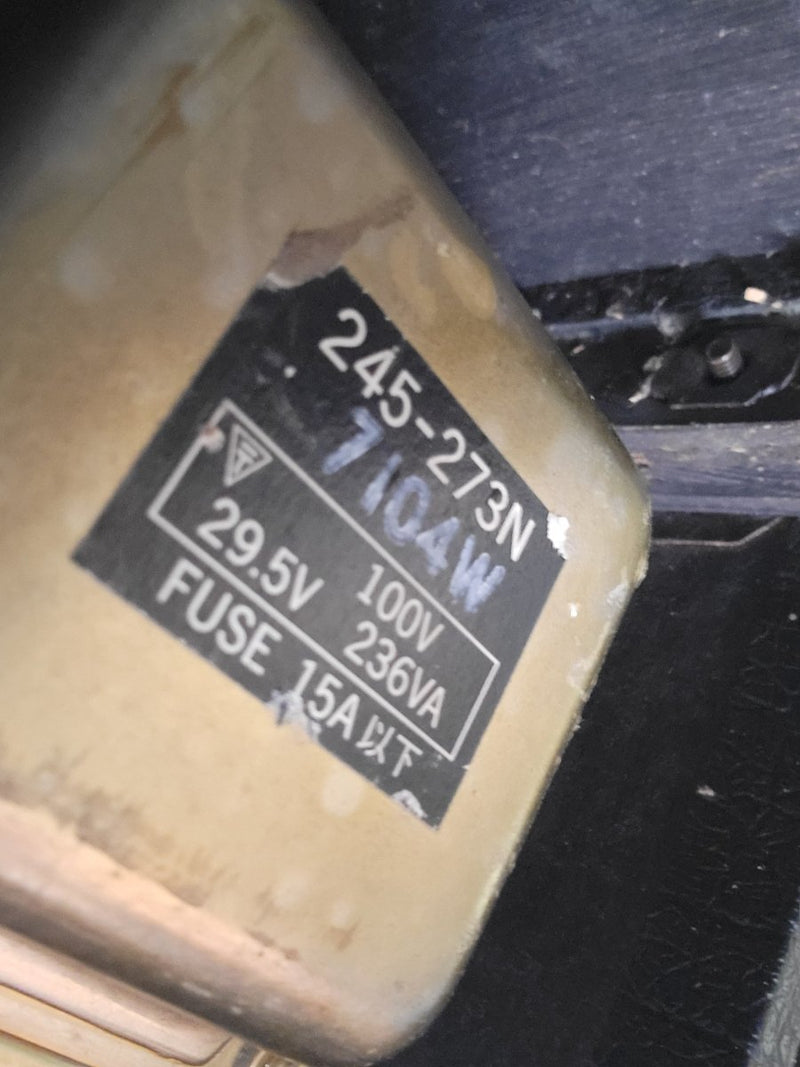 245-273N
7104W
100V
29.5V 236VA
FUSE 15A以下